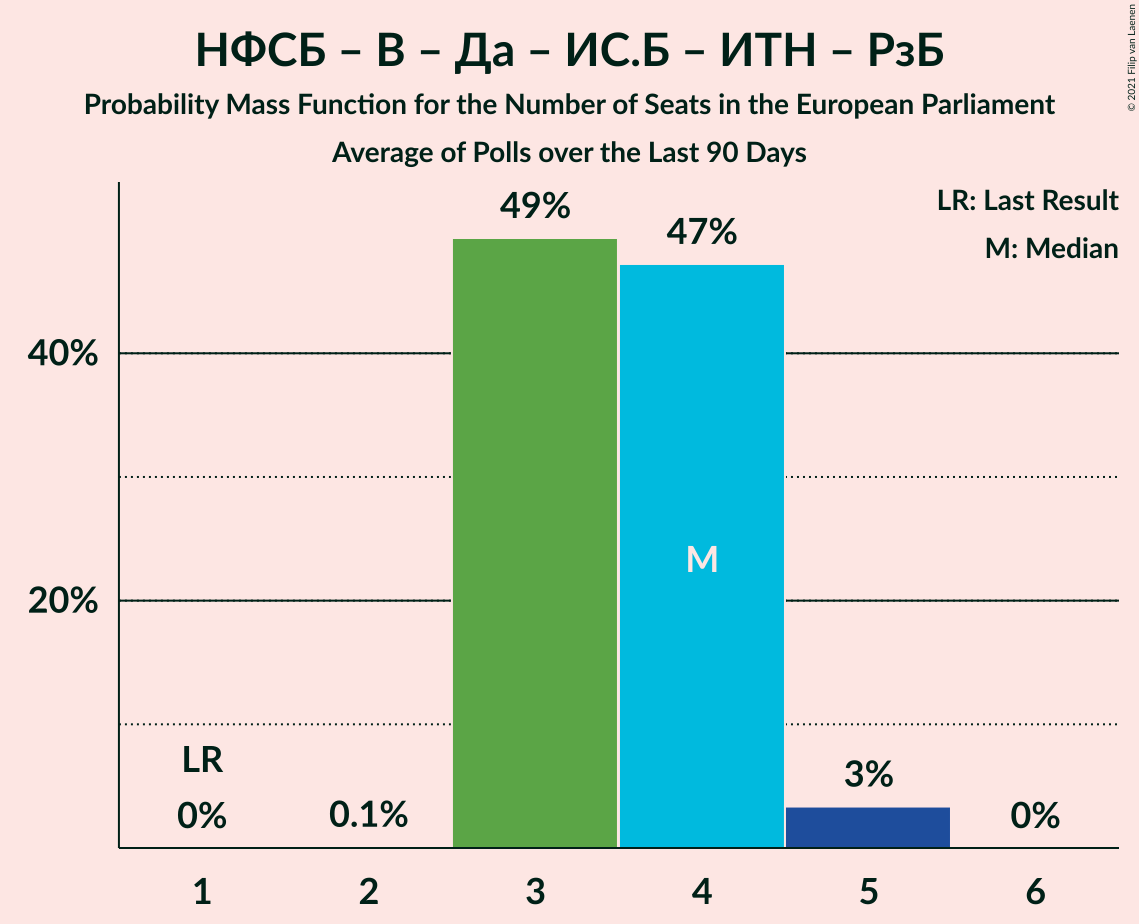 НФСБ – В – Да – ИС.Б – ИТН – РзБ
Probability Mass Function for the Number of Seats in the European Parliament
Average of Polls over the Last 90 Days
© 2021 Filip van Laenen
LR: Last Result
M: Median
49%
47%
40%
20%
M
LR
0%
0.1%
3%
0%
1 2 3 4 5 6